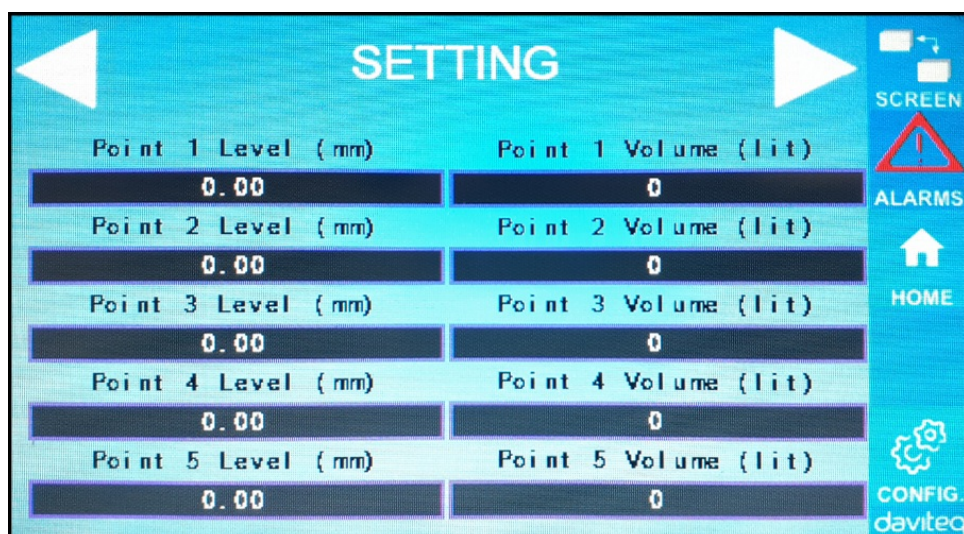 SETTING
SCREEN
Point 1 Level (mm) Point 1 Volume (lit)
0.00 0
ALARMS
Point 2 Level (mm) Point 2 Volume (lit)
0.00 0
HOME
Point 3 Level (mm) Point 3 Volume (lit)
0.00 0
Point 4 Level (mm) Point 4 Volume (lit)
0.00 0
Point 5 Level (mm) Point 5 Volume (lit)
0.00 0
CONFIG.
daviteq